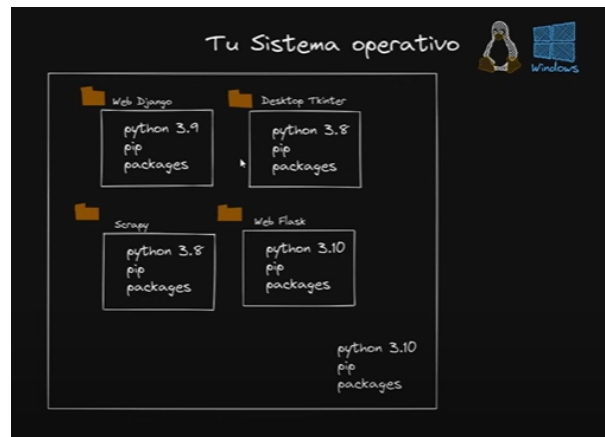 Tu Sistema operativo
Windows
Web Django
python 3.9
pip
packages
Desktop Tkinter
python 3.8
pip
packages
Scrapy
python 3.8
pip
packages
Web Flask
python 3.10
pip
packages
python 3.10
pip
packages